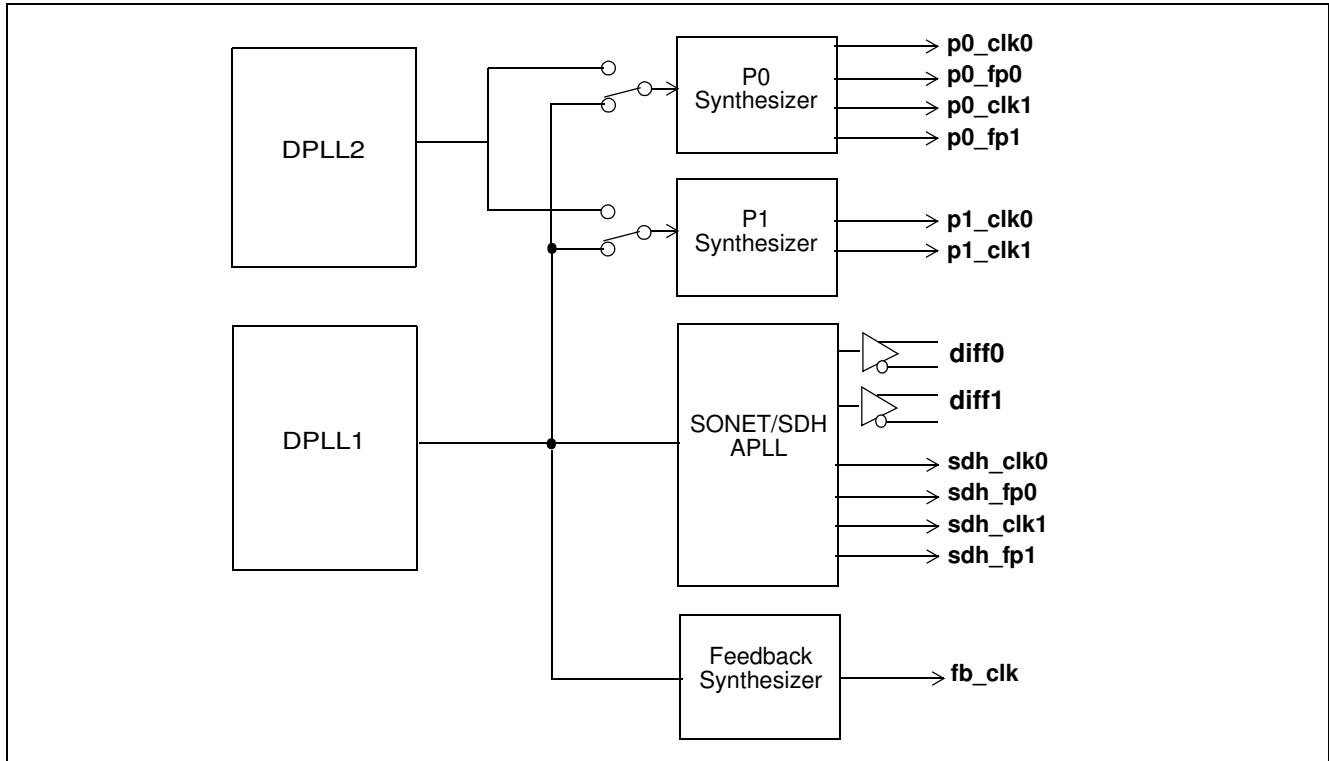 DPLL2
P0
Synthesizer
p0_clk0
p0_fp0
p0_clk1
p0_fp1
P1
Synthesizer
p1_clk0
p1_clk1
DPLL1
SONET/SDH
APLL
diff0
diff1
sdh_clk0
sdh_fp0
sdh_clk1
sdh_fp1
Feedback
Synthesizer
fb_clk